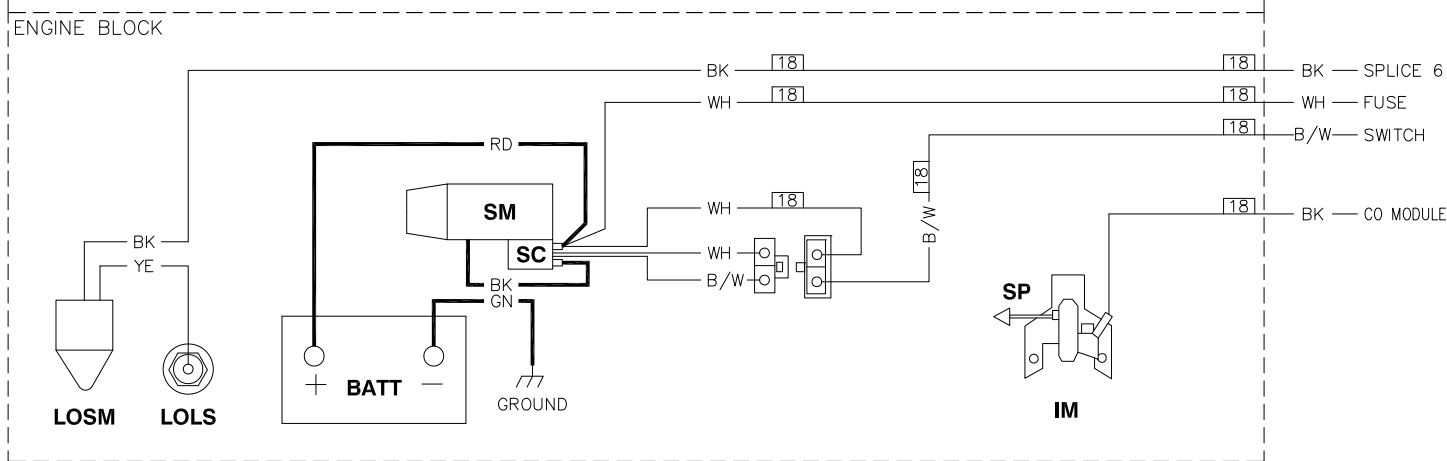 ENGINE BLOCK
BK 18 18 BK SPLICE 6
WH 18 18 WH FUSE
18 B/W SWITCH
RD
18
SM
WH 18
18 BK CO MODULE
B/W
BK
WH
SC
YE
B/W
BK
SP
GN
+ BATT −
GROUND
LOSM LOLS
IM